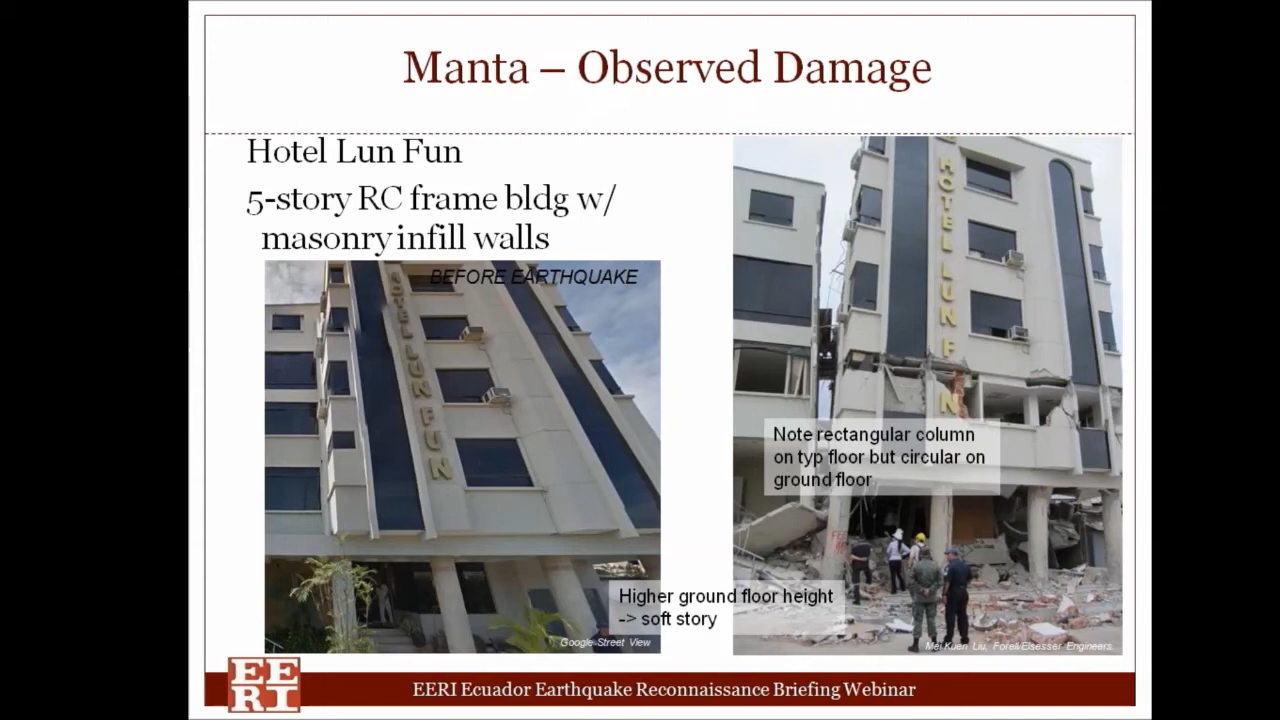 Manta – Observed Damage
Hotel Lun Fun
5-story RC frame bldg w/
masonry infill walls
BEFORE EARTHQUAKE
HOTEL LUN FUN
Google Street View
HOTEL LUN F
N
Note rectangular column
on typ floor but circular on
ground floor
Higher ground floor height
-> soft story
Mei Kuen Liu, Forell/Elsesser Engineers
EE
RI
EERI Ecuador Earthquake Reconnaissance Briefing Webinar